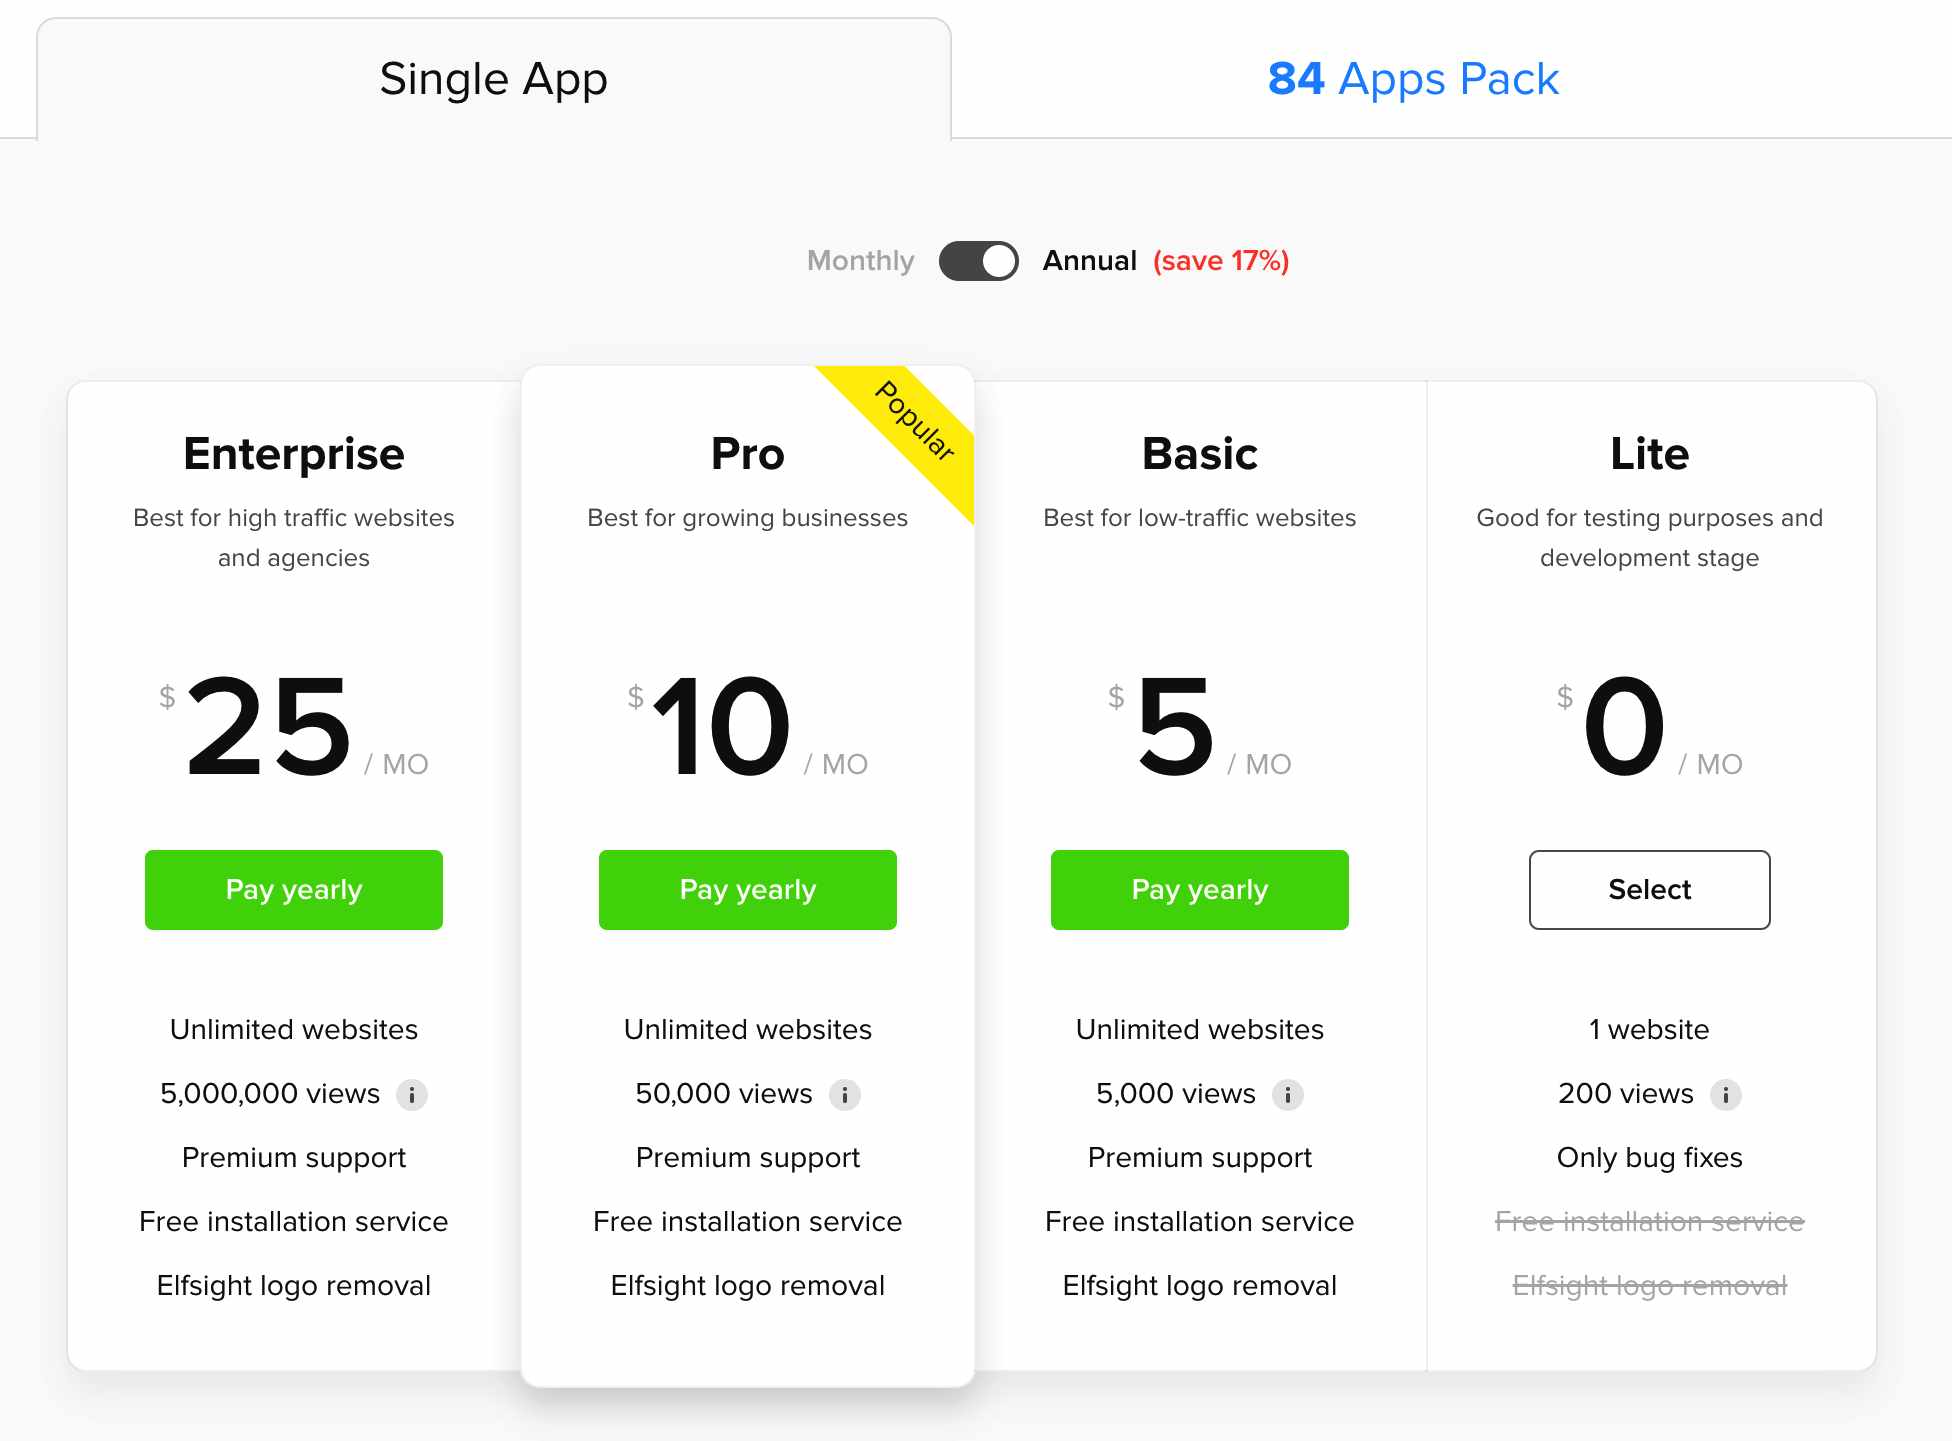 Single App
84 Apps Pack
Monthly Annual (save 17%)
Enterprise
Best for high traffic websites
and agencies
$25 / MO
Pay yearly
Unlimited websites
5,000,000 views i
Premium support
Free installation service
Elfsight logo removal
Popular
Pro
Best for growing businesses
$10 / MO
Pay yearly
Unlimited websites
50,000 views i
Premium support
Free installation service
Elfsight logo removal
Basic
Best for low-traffic websites
$5 / MO
Pay yearly
Unlimited websites
5,000 views i
Premium support
Free installation service
Elfsight logo removal
Lite
Good for testing purposes and
development stage
$0 / MO
Select
1 website
200 views i
Only bug fixes
Free installation service
Elfsight logo removal